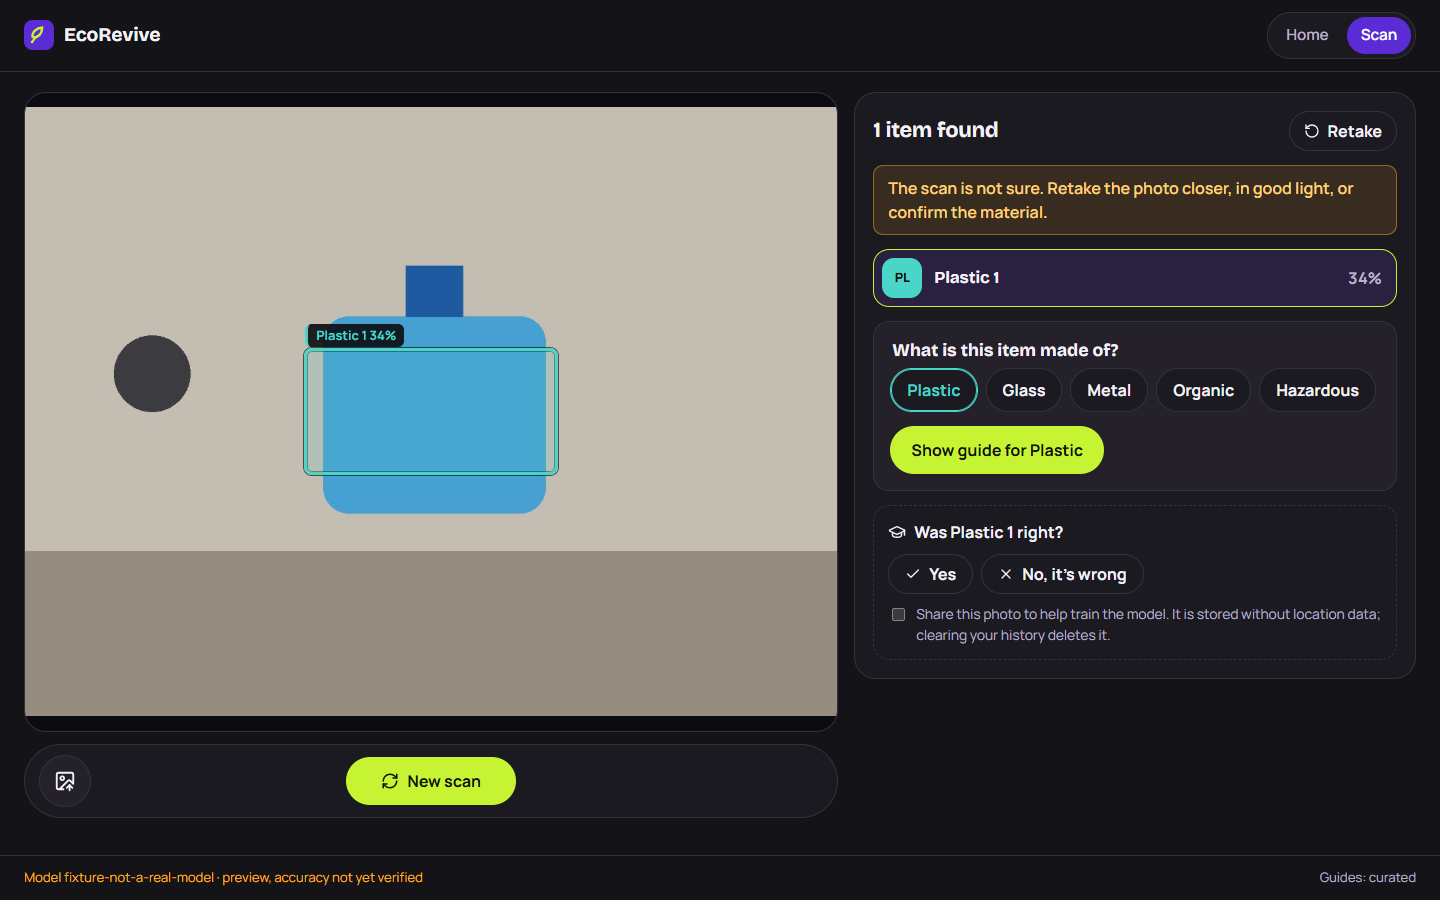 EcoRevive
Home
Scan
Plastic 1 34%
New scan
1 item found
Retake
The scan is not sure. Retake the photo closer, in good light, or
confirm the material.
PL
Plastic 1
34%
What is this item made of?
Plastic
Glass
Metal
Organic
Hazardous
Show guide for Plastic
Was Plastic 1 right?
Yes
No, it's wrong
Share this photo to help train the model. It is stored without location data;
clearing your history deletes it.
Model fixture-not-a-real-model · preview, accuracy not yet verified
Guides: curated